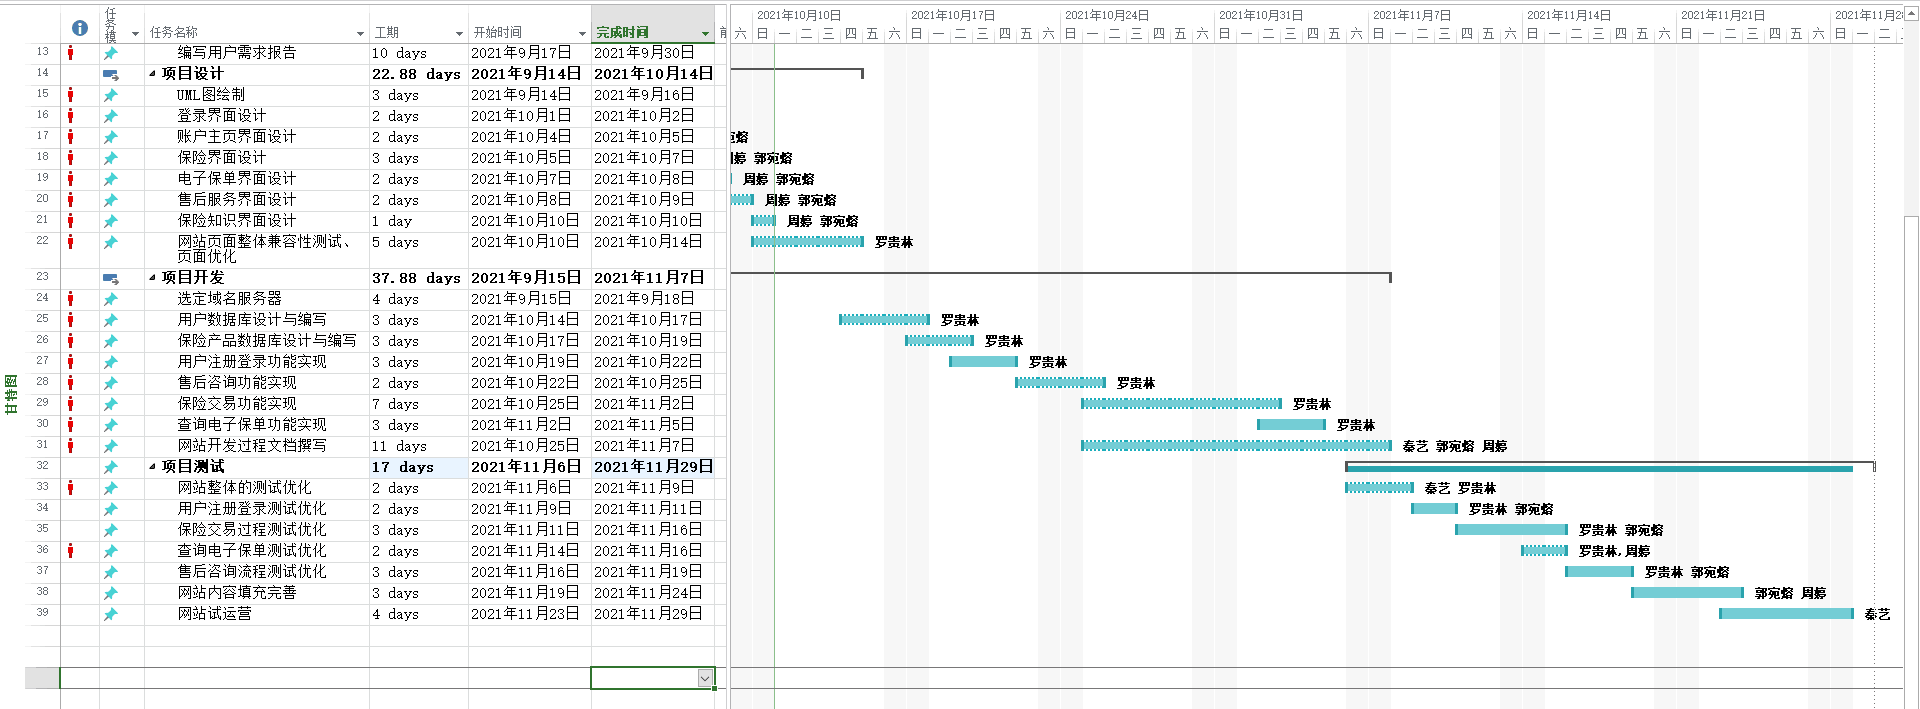 2021年10月10日 2021年10月17日 2021年10月24日 2021年10月31日 2021年11月7日 2021年11月14日 2021年11月21日 2021年11月28
任务模 任务名称 工期 开始时间 完成时间
六 日 一 二 三 四 五 六 日 一 二 三 四 五 六 日 一 二 三 四 五 六 日 一 二 三 四 五 六 日 一 二 三 四 五 六 日 一 二 三 四 五 六 日 一 二 三 四 五 六 日 一 二
13 编写用户需求报告 10 days 2021年9月17日 2021年9月30日
14 项目设计 22.88 days 2021年9月14日 2021年10月14日
15 UML图绘制 3 days 2021年9月14日 2021年9月16日
16 登录界面设计 2 days 2021年10月1日 2021年10月2日
17 账户主页界面设计 2 days 2021年10月4日 2021年10月5日 宛熔
18 保险界面设计 3 days 2021年10月5日 2021年10月7日 婷 郭宛熔
19 电子保单界面设计 2 days 2021年10月7日 2021年10月8日 周婷 郭宛熔
20 售后服务界面设计 2 days 2021年10月8日 2021年10月9日 周婷 郭宛熔
21 保险知识界面设计 1 day 2021年10月10日 2021年10月10日 周婷 郭宛熔
22 网站页面整体兼容性测试、 5 days 2021年10月10日 2021年10月14日 罗贵林
页面优化
23 项目开发 37.88 days 2021年9月15日 2021年11月7日
24 选定域名服务器 4 days 2021年9月15日 2021年9月18日
25 用户数据库设计与编写 3 days 2021年10月14日 2021年10月17日 罗贵林
26 保险产品数据库设计与编写 3 days 2021年10月17日 2021年10月19日 罗贵林
27 用户注册登录功能实现 3 days 2021年10月19日 2021年10月22日 罗贵林
28 售后咨询功能实现 2 days 2021年10月22日 2021年10月25日 罗贵林
29 保险交易功能实现 7 days 2021年10月25日 2021年11月2日 罗贵林
30 查询电子保单功能实现 3 days 2021年11月2日 2021年11月5日 罗贵林
31 网站开发过程文档撰写 11 days 2021年10月25日 2021年11月7日 秦艺 郭宛熔 周婷
32 项目测试 17 days 2021年11月6日 2021年11月29日
33 网站整体的测试优化 2 days 2021年11月6日 2021年11月9日 秦艺 罗贵林
34 用户注册登录测试优化 2 days 2021年11月9日 2021年11月11日 罗贵林 郭宛熔
35 保险交易过程测试优化 3 days 2021年11月11日 2021年11月16日 罗贵林 郭宛熔
36 查询电子保单测试优化 2 days 2021年11月14日 2021年11月16日 罗贵林,周婷
37 售后咨询流程测试优化 3 days 2021年11月16日 2021年11月19日 罗贵林 郭宛熔
38 网站内容填充完善 3 days 2021年11月19日 2021年11月24日 郭宛熔 周婷
39 网站试运营 4 days 2021年11月23日 2021年11月29日 秦艺
甘特图